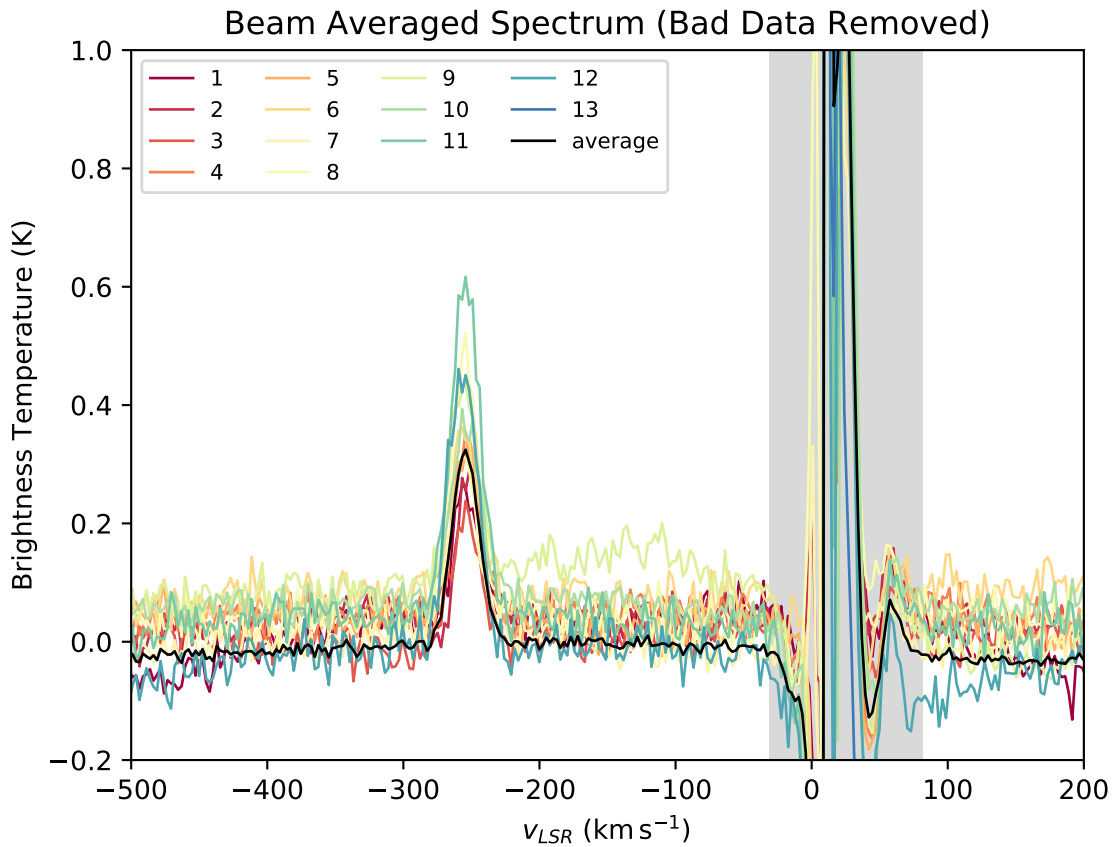 Beam Averaged Spectrum (Bad Data Removed)
1.0
0.8
0.6
0.4
0.2
0.0
−0.2
Brightness Temperature (K)
1 5 9 12
2 6 10 13
3 7 11 average
4 8
−500 −400 −300 −200 −100 0 100 200
v_LSR (km s⁻¹)